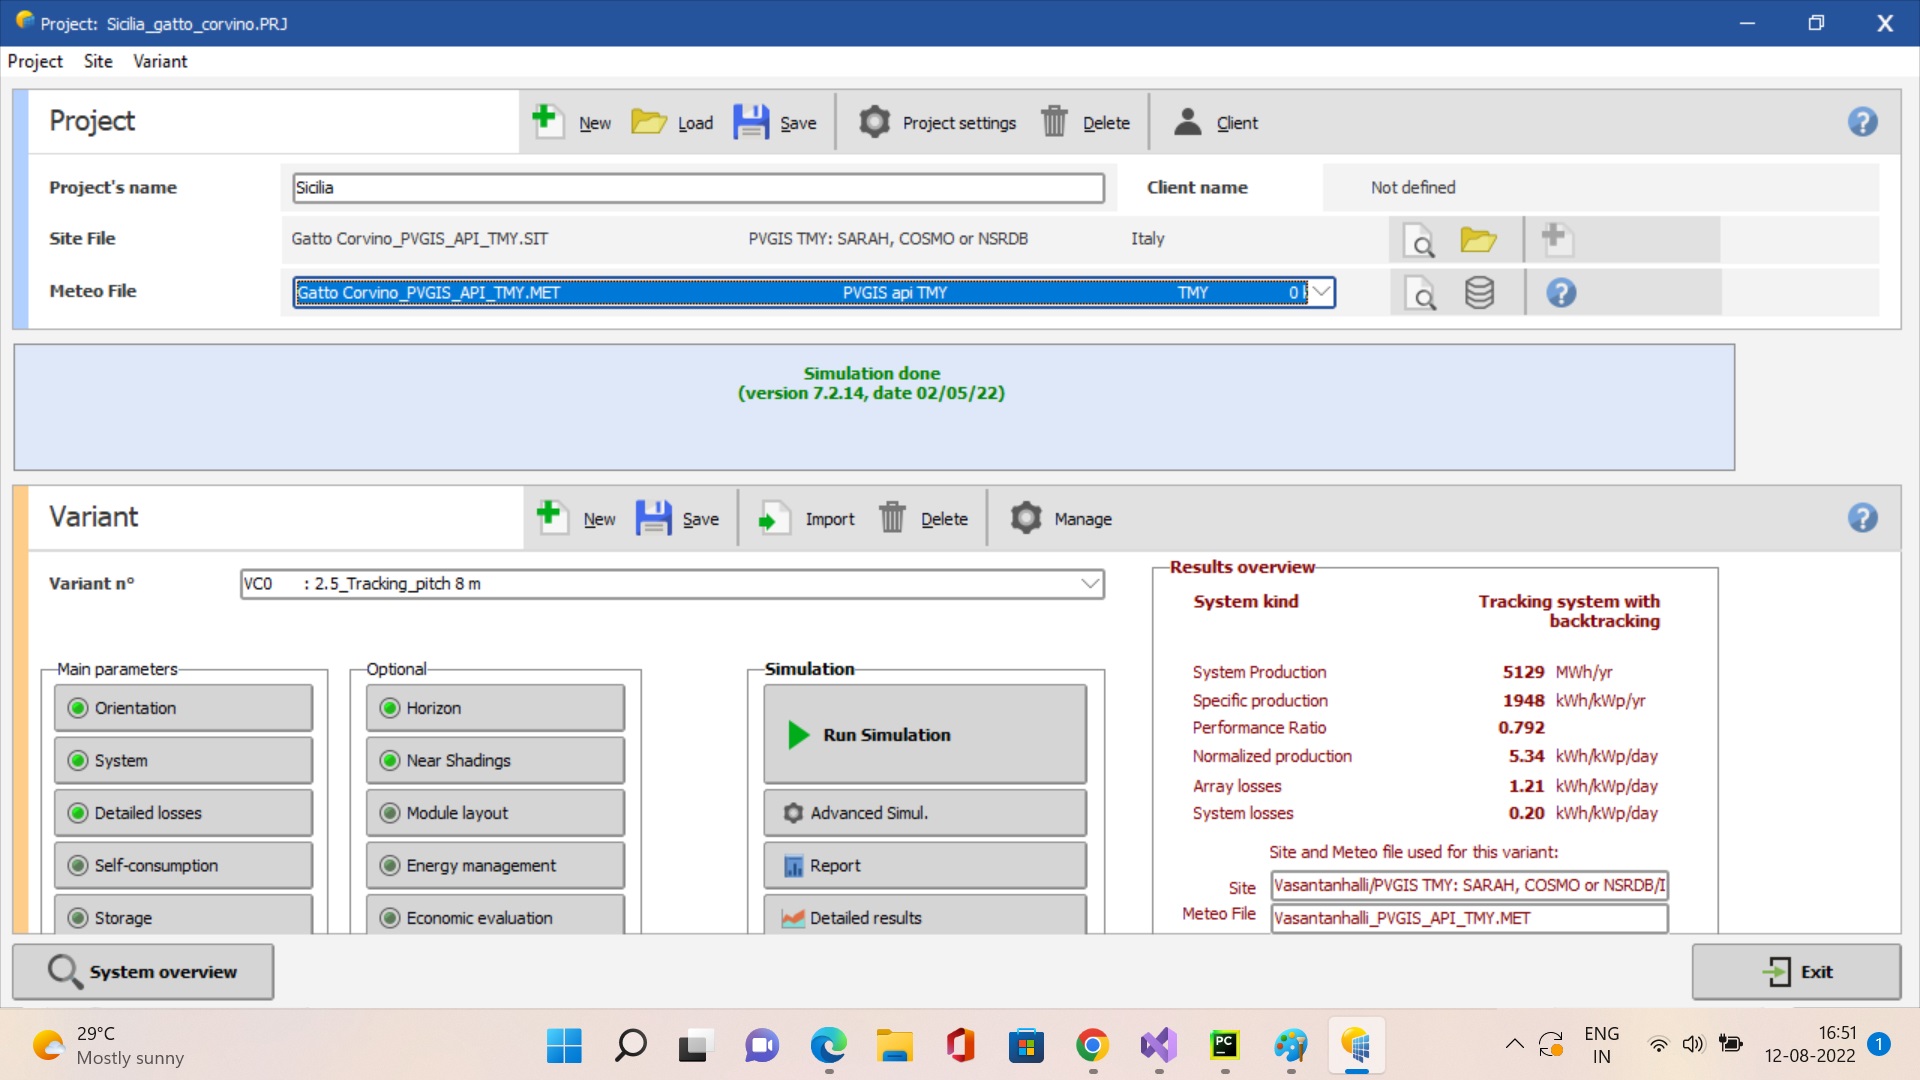 Project: Sicilia_gatto_corvino.PRJ
Project Site Variant
Project
New Load Save Project settings Delete Client
Project's name Sicilia Client name Not defined
Site File Gatto Corvino_PVGIS_API_TMY.SIT PVGIS TMY: SARAH, COSMO or NSRDB Italy
Meteo File Gatto Corvino_PVGIS_API_TMY.MET PVGIS api TMY TMY 0
Simulation done
(version 7.2.14, date 02/05/22)
Variant
New Save Import Delete Manage
Variant n° VC0 : 2.5_Tracking_pitch 8 m
Main parameters
Orientation
System
Detailed losses
Self-consumption
Storage
Optional
Horizon
Near Shadings
Module layout
Energy management
Economic evaluation
Simulation
Run Simulation
Advanced Simul.
Report
Detailed results
Results overview
System kind Tracking system with
backtracking
System Production 5129 MWh/yr
Specific production 1948 kWh/kWp/yr
Performance Ratio 0.792
Normalized production 5.34 kWh/kWp/day
Array losses 1.21 kWh/kWp/day
System losses 0.20 kWh/kWp/day
Site and Meteo file used for this variant:
Site Vasantanhalli/PVGIS TMY: SARAH, COSMO or NSRDB/I
Meteo File Vasantanhalli_PVGIS_API_TMY.MET
System overview
Exit
29°C
Mostly sunny
PC
ENG
IN
16:51
12-08-2022
1